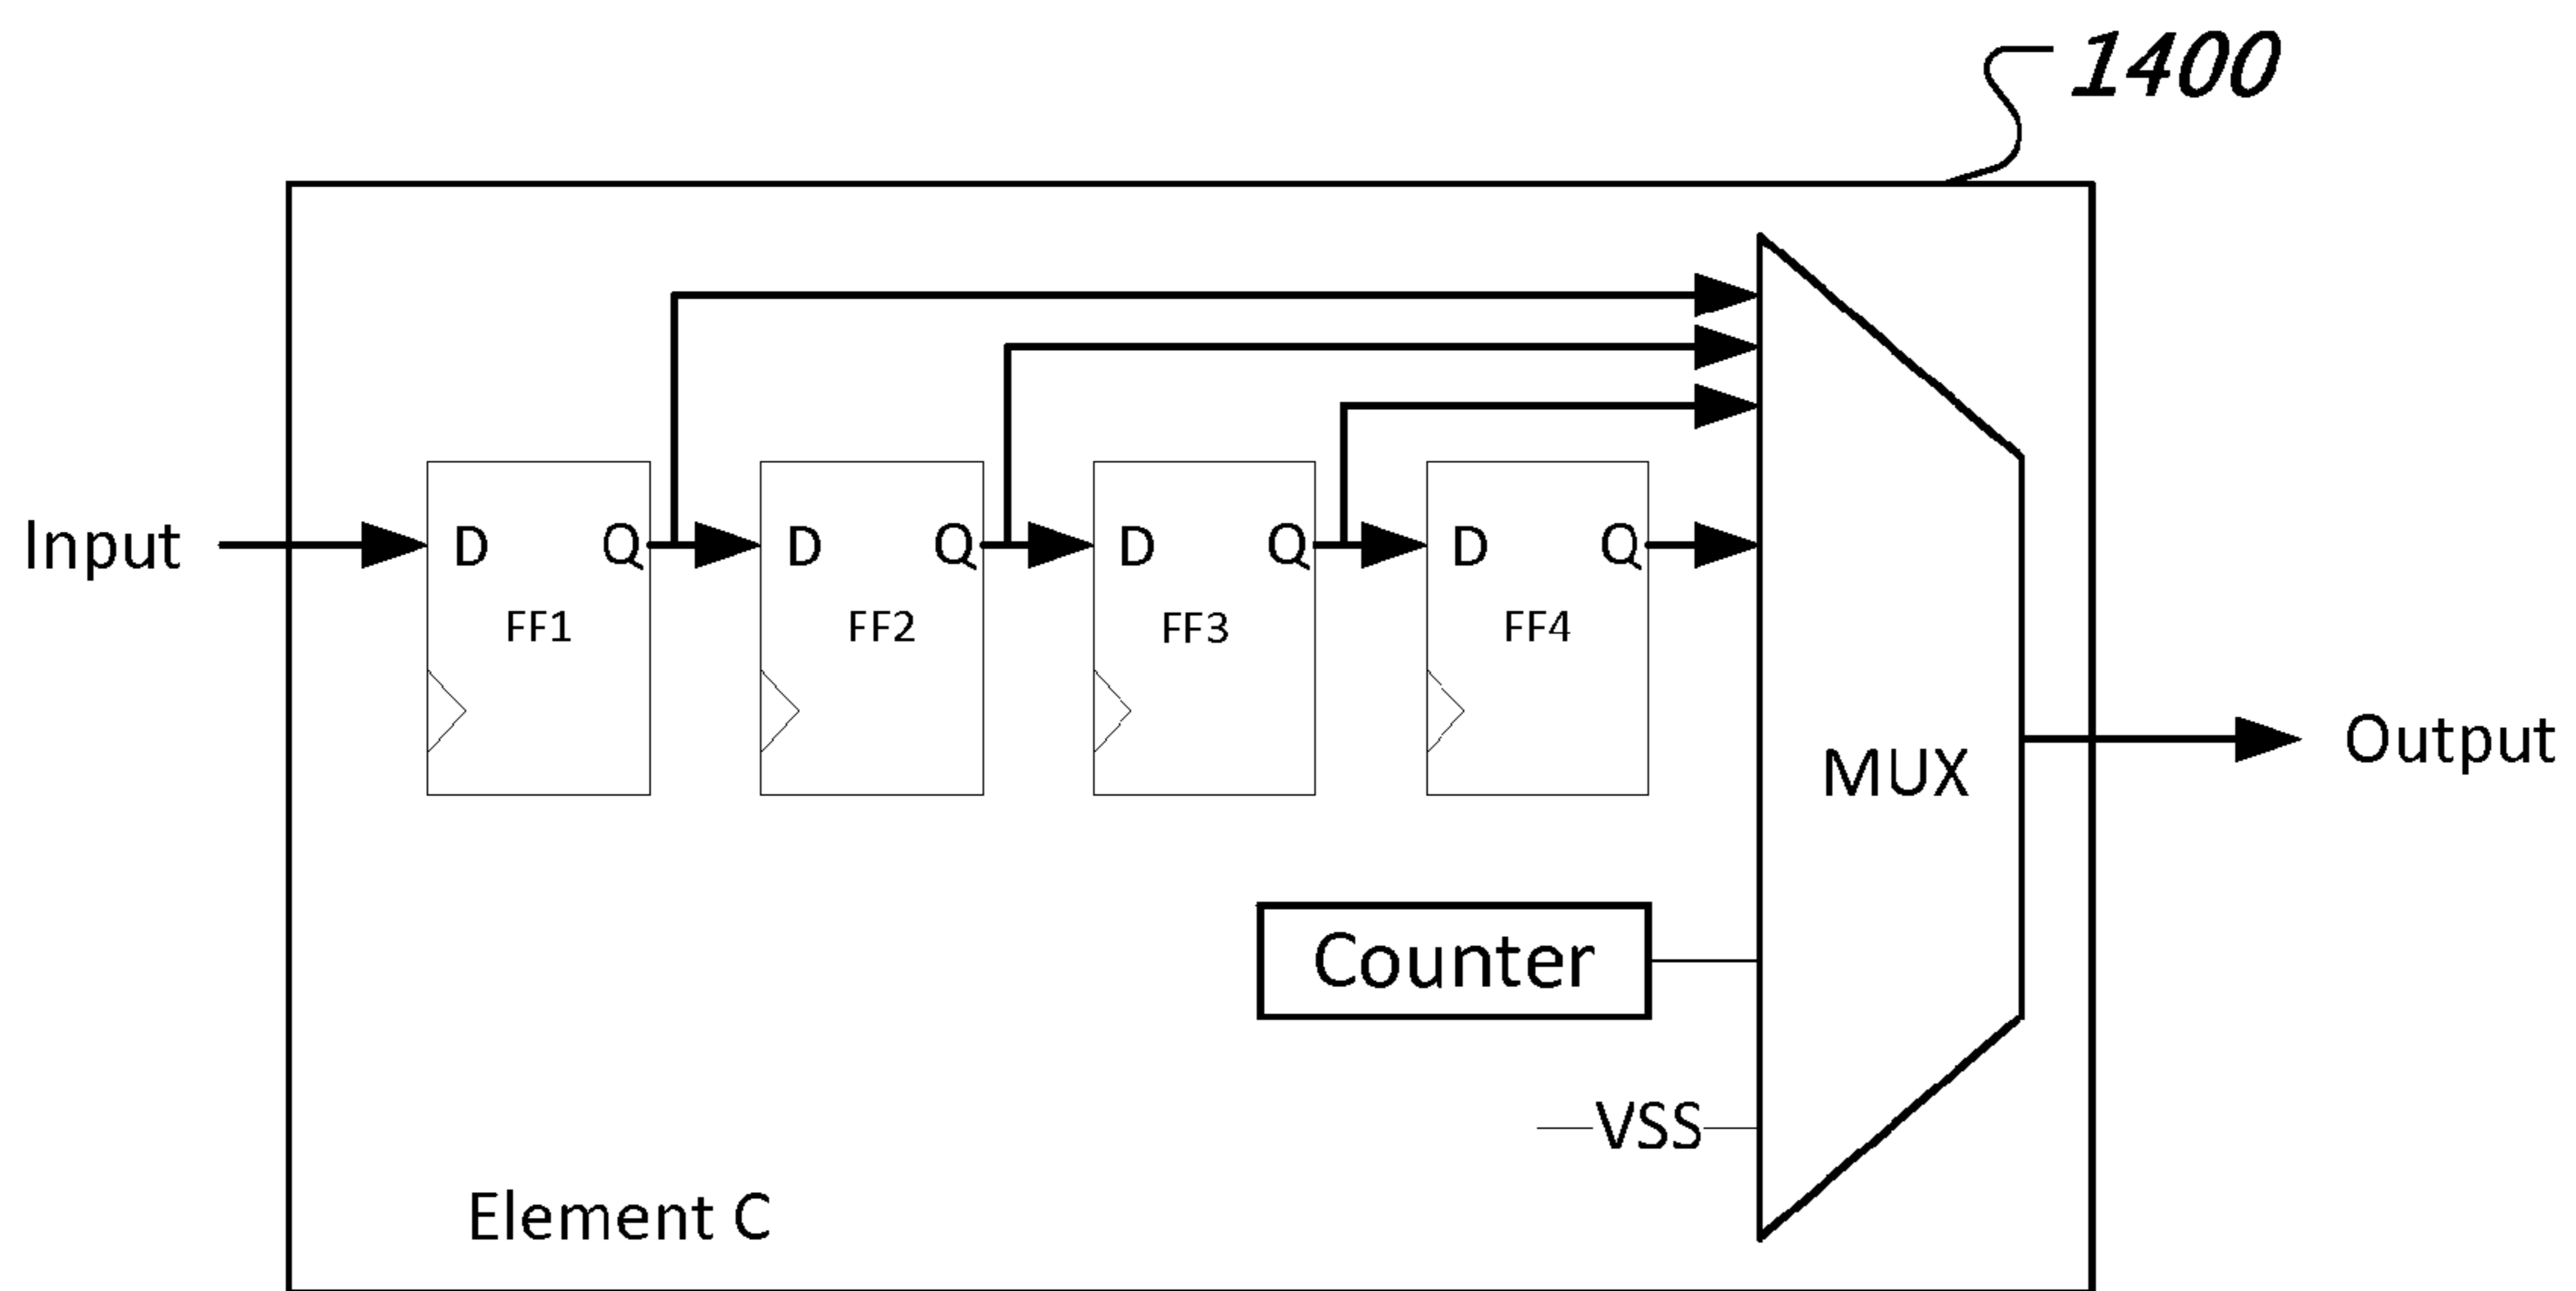 1400
Input
D Q D Q D Q D Q
FF1 FF2 FF3 FF4
MUX
Output
Counter
VSS
Element C